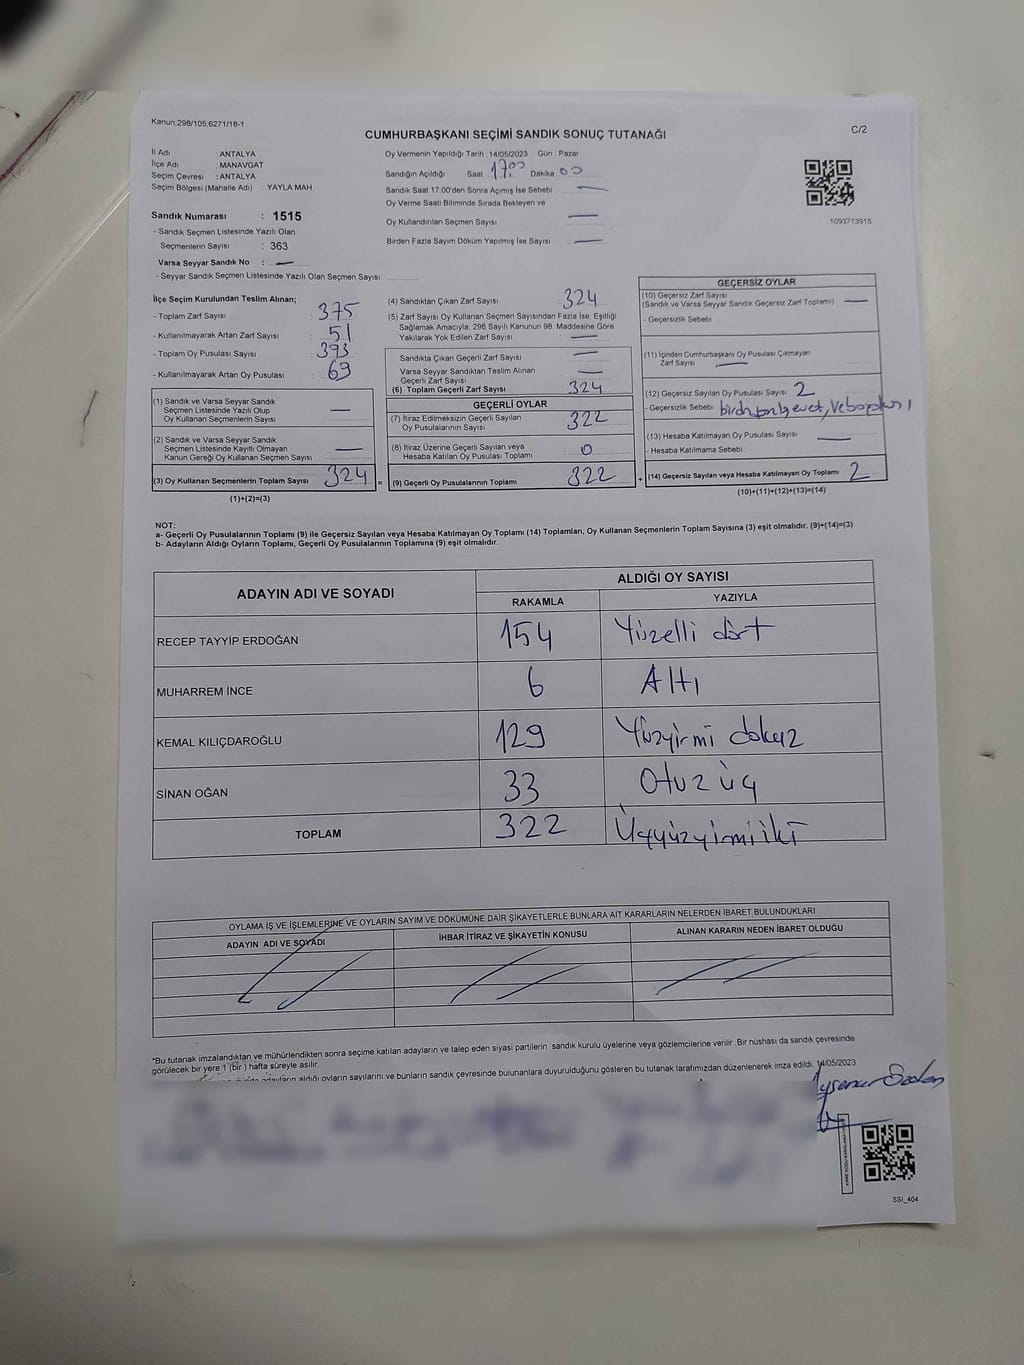 Kanun:298/105;6271/18-1
C/2
CUMHURBAŞKANI SEÇİMİ SANDIK SONUÇ TUTANAĞI
İl Adı : ANTALYA
İlçe Adı : MANAVGAT
Seçim Çevresi : ANTALYA
Seçim Bölgesi (Mahalle Adı) : YAYLA MAH.
Sandık Numarası : 1515
- Sandık Seçmen Listesinde Yazılı Olan
Seçmenlerin Sayısı : 363
Varsa Seyyar Sandık No : —
- Seyyar Sandık Seçmen Listesinde Yazılı Olan Seçmen Sayısı:
Oy Vermenin Yapıldığı Tarih :14/05/2023 Gün : Pazar
Sandığın Açıldığı Saat 17.00 Dakika 00
Sandık Saat 17.00'den Sonra Açımış İse Sebebi —
Oy Verme Saati Bitiminde Sırada Bekleyen ve
Oy Kullandırılan Seçmen Sayısı —
Birden Fazla Sayım Döküm Yapılmış İse Sayısı —
1093713915
İlçe Seçim Kurulundan Teslim Alınan;
- Toplam Zarf Sayısı 375
- Kullanılmayarak Artan Zarf Sayısı 51
- Toplam Oy Pusulası Sayısı 393
- Kullanılmayarak Artan Oy Pusulası 69
(1) Sandık ve Varsa Seyyar Sandık
Seçmen Listesinde Yazılı Olup
Oy Kullanan Seçmen Sayısı —
(2) Sandık ve Varsa Seyyar Sandık
Seçmen Listesinde Kayıtlı Olmayan
Kanun Gereği Oy Kullanan Seçmen Sayısı —
(3) Oy Kullanan Seçmenlerin Toplam Sayısı 324 =
(1)+(2)=(3)
(4) Sandıktan Çıkan Zarf Sayısı 324
(5) Zarf Sayısı Oy Kullanan Seçmen Sayısından Fazla İse, Eşitliği
Sağlamak Amacıyla, 298 Sayılı Kanunun 98. Maddesine Göre
Yakılarak Yok Edilen Zarf Sayısı —
Sandıkta Çıkan Geçerli Zarf Sayısı —
Varsa Seyyar Sandıktan Teslim Alınan
Geçerli Zarf Sayısı —
(6) Toplam Geçerli Zarf Sayısı 324
GEÇERLİ OYLAR
(7) İtiraz Edilmeksizin Geçerli Sayılan
Oy Pusulalarının Sayısı 322
(8) İtiraz Üzerine Geçerli Sayılan veya
Hesaba Katılan Oy Pusulası Toplamı 0
(9) Geçerli Oy Pusulalarının Toplamı 322 +
GEÇERSİZ OYLAR
(10) Geçersiz Zarf Sayısı
(Sandık ve Varsa Seyyar Sandık Geçersiz Zarf Toplamı) : —
- Geçersizlik Sebebi
(11) İçinden Cumhurbaşkanı Oy Pusulası Çıkmayan
Zarf Sayısı —
(12) Geçersiz Sayılan Oy Pusulası Sayısı 2
- Geçersizlik Sebebi
(13) Hesaba Katılmayan Oy Pusulası Sayısı —
- Hesaba Katılmama Sebebi
(14) Geçersiz Sayılan veya Hesaba Katılmayan Oy Toplamı 2
(10)+(11)+(12)+(13)=(14)
NOT:
a- Geçerli Oy Pusulalarının Toplamı (9) ile Geçersiz Sayılan veya Hesaba Katılmayan Oy Toplamı (14) Toplamları, Oy Kullanan Seçmenlerin Toplam Sayısına (3) eşit olmalıdır. (9)+(14)=(3)
b- Adayların Aldığı Oyların Toplamı, Geçerli Oy Pusulalarının Toplamına (9) eşit olmalıdır.
ADAYIN ADI VE SOYADI
ALDIĞI OY SAYISI
RAKAMLA YAZIYLA
RECEP TAYYİP ERDOĞAN 154 Yüzelli dört
MUHARREM İNCE 6 Altı
KEMAL KILIÇDAROĞLU 129 Yüzyirmi dokuz
SİNAN OĞAN 33 Otuz üç
TOPLAM 322 Üçyüzyirmiiki
OYLAMA İŞ VE İŞLEMLERİNE VE OYLARIN SAYIM VE DÖKÜMÜNE DAİR ŞİKAYETLERLE BUNLARA AİT KARARLARIN NELERDEN İBARET BULUNDUKLARI
ADAYIN ADI VE SOYADI İHBAR İTİRAZ VE ŞİKAYETİN KONUSU ALINAN KARARIN NEDEN İBARET OLDUĞU
*Bu tutanak imzalandıktan ve mühürlendikten sonra seçime katılan adayların ve talep eden siyasi partilerin sandık kurulu üyelerine veya gözlemcilerine verilir. Bir nüshası da sandık çevresinde
görülecek bir yere 1 (bir) hafta süreyle asılır.
adayların aldığı oyların sayılarını ve bunların sandık çevresinde bulunanlara duyurulduğunu gösteren bu tutanak tarafımızdan düzenlenerek imza edildi. 14/05/2023
SSI_404